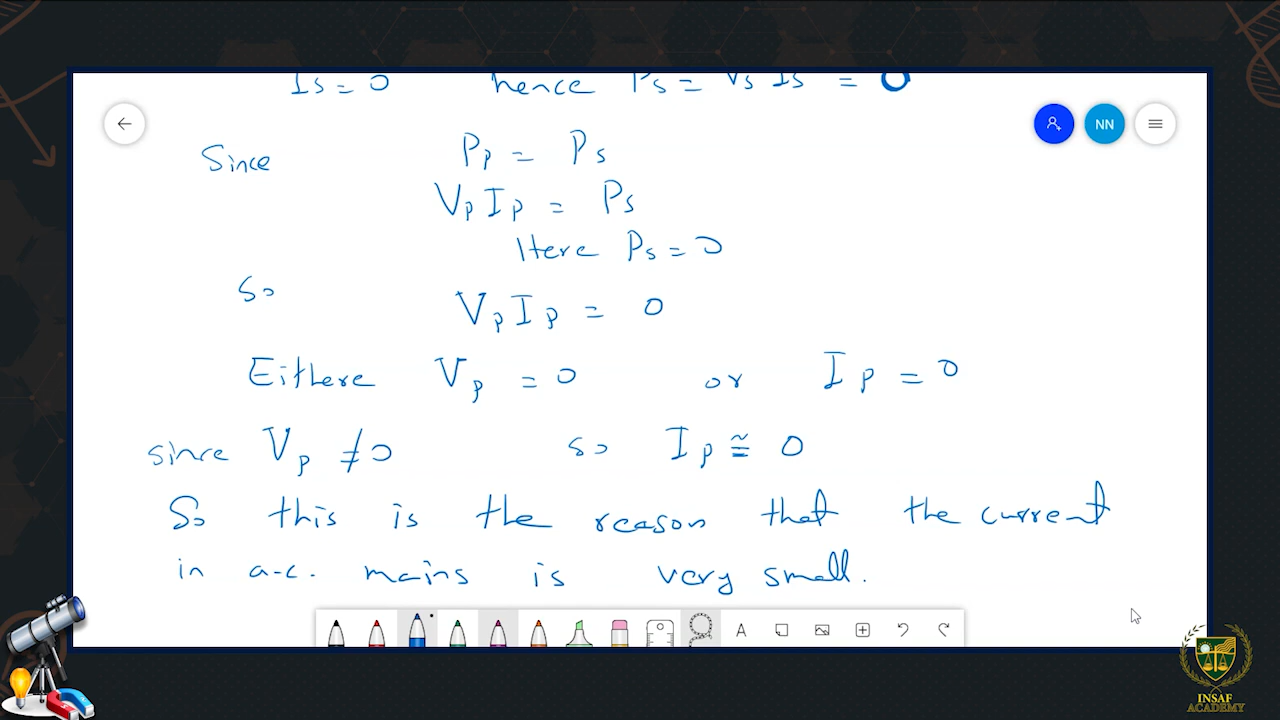 Is = 0 hence Ps = Vs Is = 0
NN
Since Pp = Ps
Vp Ip = Ps
Here Ps = 0
So
Vp Ip = 0
Eithere Vp = 0 or Ip = 0
since Vp ≠ 0 so Ip ≅ 0
So this is the reason that the current
in a-c. mains is very small.
A
INSAF
ACADEMY